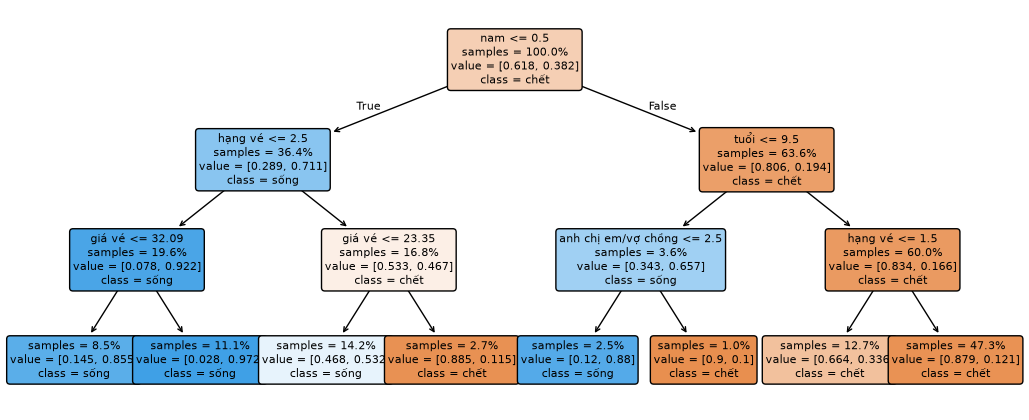 nam <= 0.5
samples = 100.0%
value = [0.618, 0.382]
class = chết
True
False
hạng vé <= 2.5
samples = 36.4%
value = [0.289, 0.711]
class = sống
tuổi <= 9.5
samples = 63.6%
value = [0.806, 0.194]
class = chết
giá vé <= 32.09
samples = 19.6%
value = [0.078, 0.922]
class = sống
giá vé <= 23.35
samples = 16.8%
value = [0.533, 0.467]
class = chết
anh chị em/vợ chồng <= 2.5
samples = 3.6%
value = [0.343, 0.657]
class = sống
hạng vé <= 1.5
samples = 60.0%
value = [0.834, 0.166]
class = chết
samples = 8.5%
value = [0.145, 0.855
class = sống
samples = 11.1%
value = [0.028, 0.972
class = sống
samples = 14.2%
value = [0.468, 0.532
class = sống
samples = 2.7%
value = [0.885, 0.115]
class = chết
samples = 2.5%
value = [0.12, 0.88]
class = sống
samples = 1.0%
value = [0.9, 0.1]
class = chết
samples = 12.7%
value = [0.664, 0.336
class = chết
samples = 47.3%
value = [0.879, 0.121]
class = chết